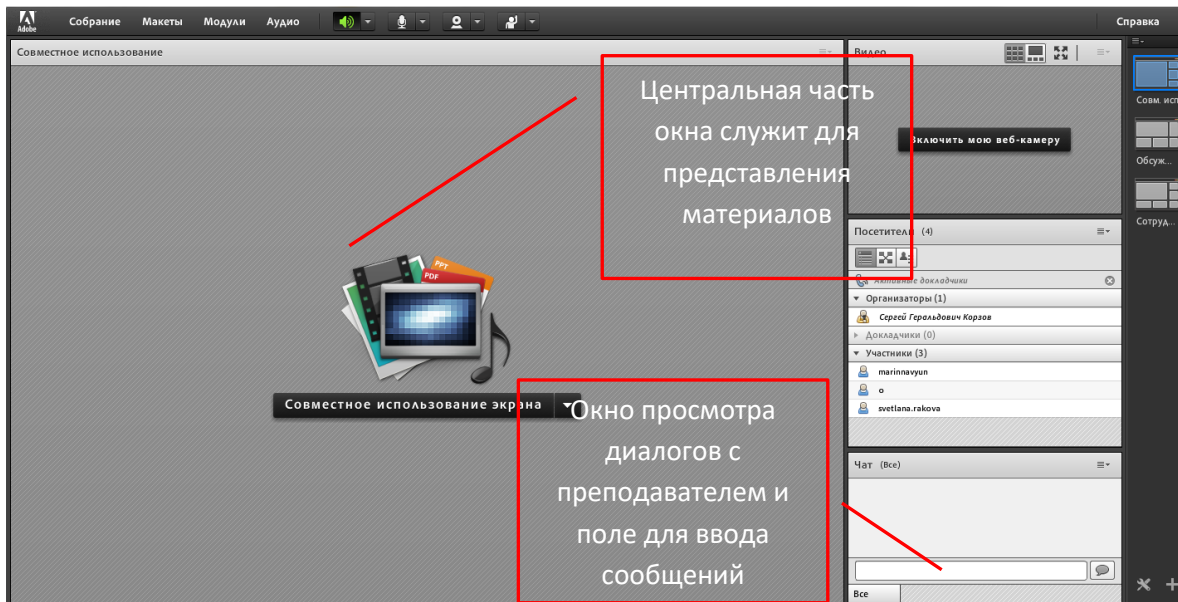 Adobe
Собрание Макеты Модули Аудио
Справка
Совместное использование
Видео
Центральная часть
окна служит для
представления
материалов
Включить мою веб-камеру
Совм. исп
Обсуж...
Сотруд...
PPT
PDF
Совместное использование экрана
Посетители (4)
Активные докладчики
Организаторы (1)
Сергей Геральдович Корзов
Докладчики (0)
Участники (3)
marinnavyun
o
svetlana.rakova
Окно просмотра
диалогов с
преподавателем и
поле для ввода
сообщений
Чат (Все)
Все